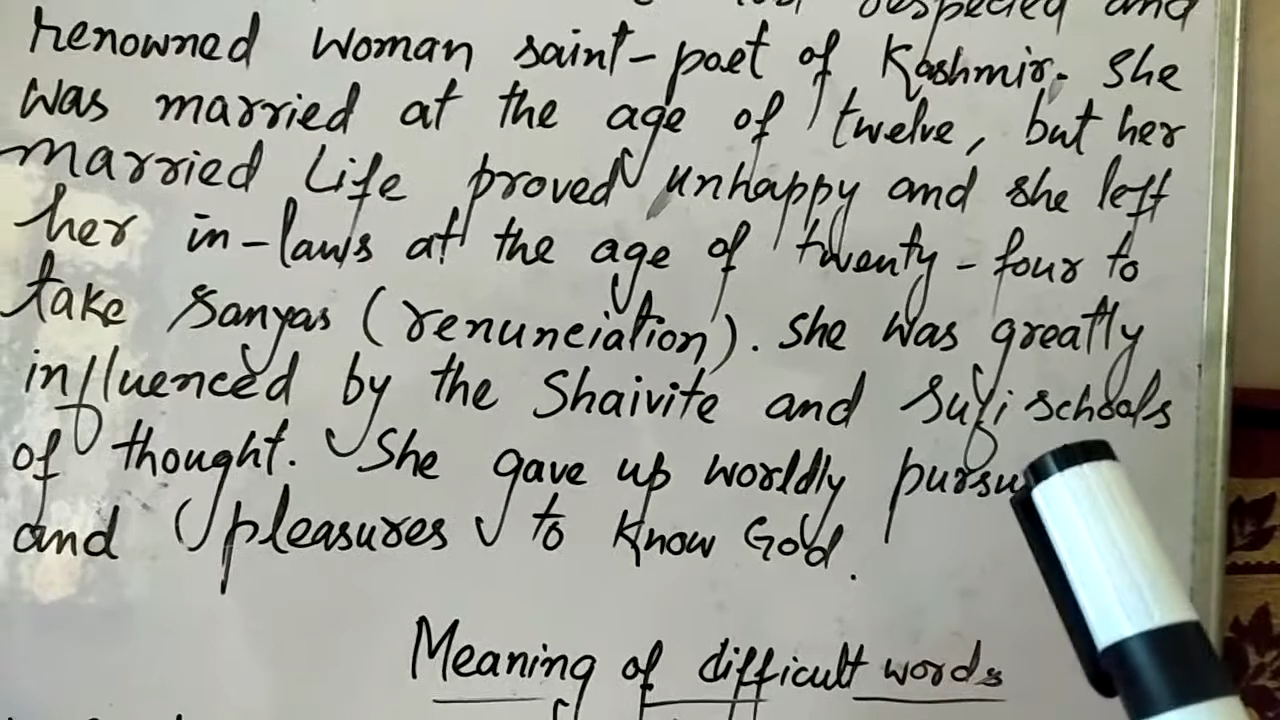 respected and
renowned woman saint-poet of Kashmir. She
was married at the age of twelve, but her
married Life proved unhappy and she left
her in-laws at the age of twenty-four to
take sanyas (renunciation). She was greatly
influenced by the Shaivite and Sufi schools
of thought. She gave up worldly pursu
and pleasures to know God.
Meaning of difficult words